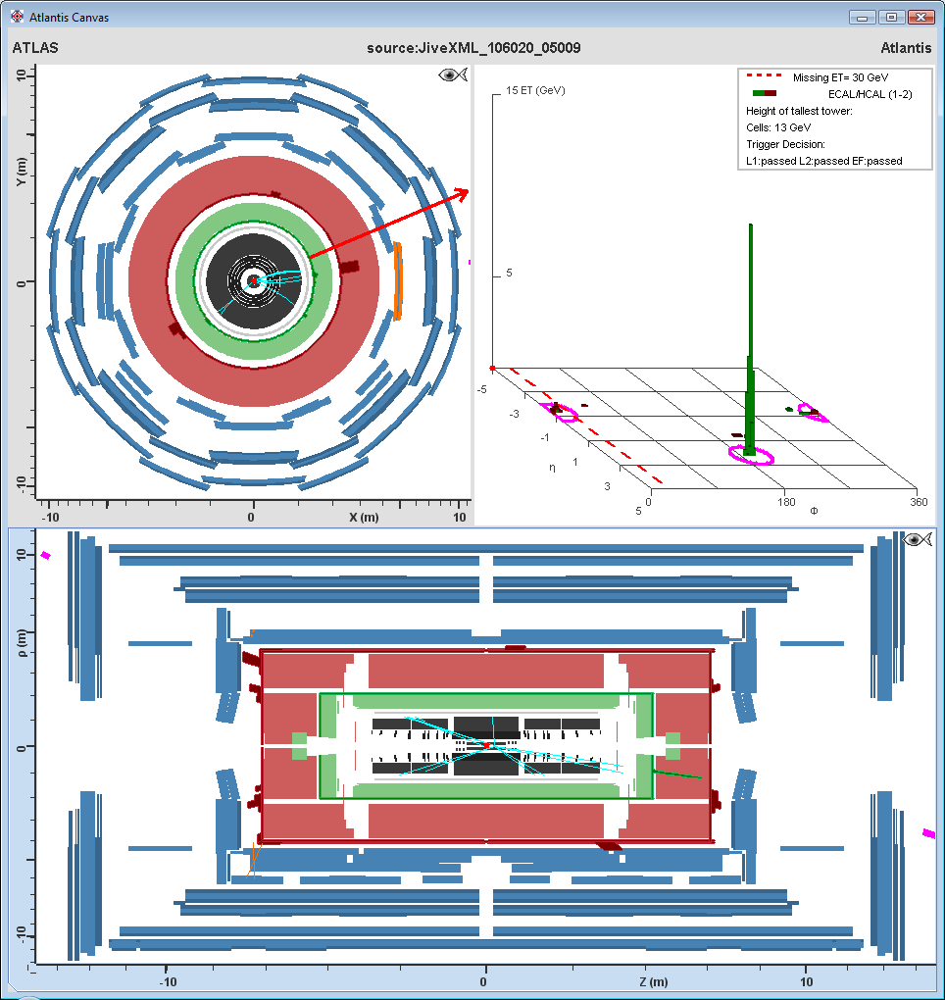 Atlantis Canvas
ATLAS source:JiveXML_106020_05009 Atlantis
10
Y (m)
0
-10
-10 0 X (m) 10
15 ET (GeV)
5
Missing ET= 30 GeV
ECAL/HCAL (1-2)
Height of tallest tower:
Cells: 13 GeV
Trigger Decision:
L1:passed L2:passed EF:passed
-5
-3
-1
η
1
3
5
0 180 360
Φ
10
ρ (m)
0
-10
-10 0 Z (m) 10